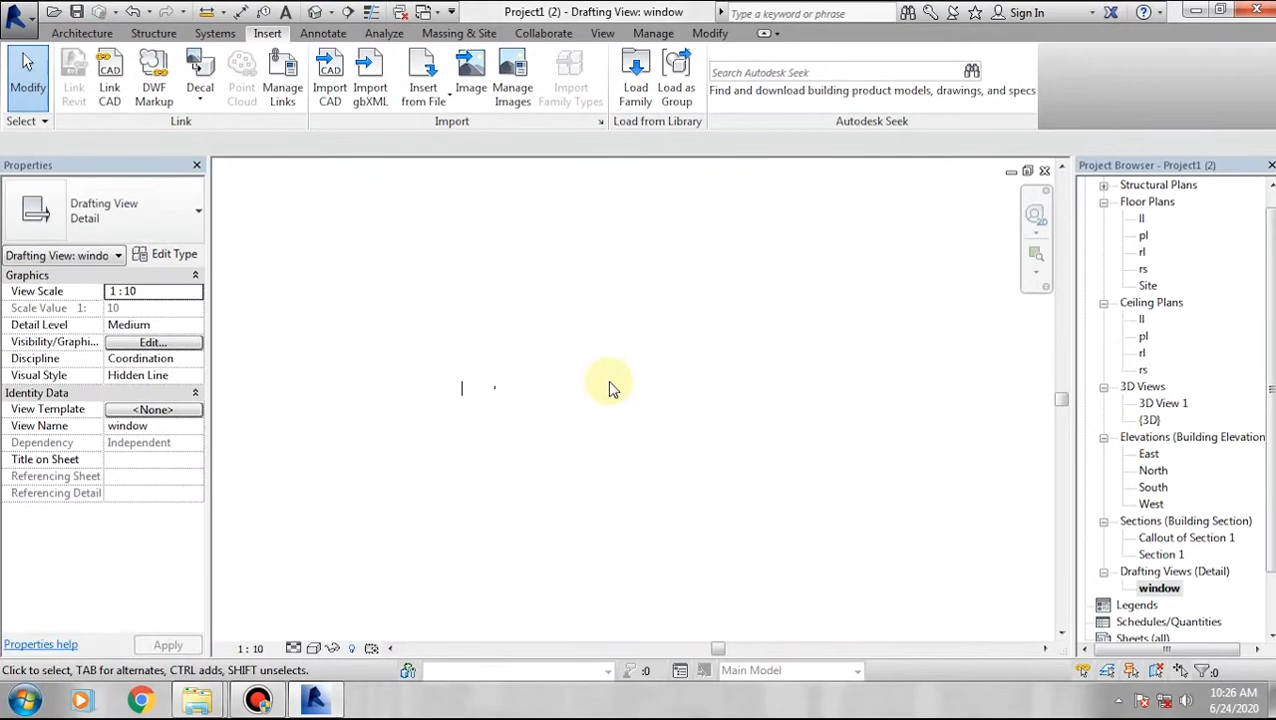 Project1 (2) - Drafting View: window
Type a keyword or phrase
Sign In
Architecture Structure Systems Insert Annotate Analyze Massing & Site Collaborate View Manage Modify
Modify
Link Revit
Link CAD
DWF Markup
Decal
Point Cloud
Manage Links
Import CAD
Import gbXML
Insert from File
Image
Manage Images
Import Family Types
Load Family
Load as Group
Search Autodesk Seek
Find and download building product models, drawings, and specs
Select Link Import Load from Library Autodesk Seek
Properties
Drafting View
Detail
Drafting View: windo
Edit Type
Graphics
View Scale 1 : 10
Scale Value 1: 10
Detail Level Medium
Visibility/Graphi... Edit...
Discipline Coordination
Visual Style Hidden Line
Identity Data
View Template <None>
View Name window
Dependency Independent
Title on Sheet
Referencing Sheet
Referencing Detail
Properties help
Apply
2D
Project Browser - Project1 (2)
Structural Plans
Floor Plans
ll
pl
rl
rs
Site
Ceiling Plans
ll
pl
rl
rs
3D Views
3D View 1
{3D}
Elevations (Building Elevation
East
North
South
West
Sections (Building Section)
Callout of Section 1
Section 1
Drafting Views (Detail)
window
Legends
Schedules/Quantities
Sheets (all)
1 : 10
Click to select, TAB for alternates, CTRL adds, SHIFT unselects.
:0
Main Model
:0
10:26 AM
6/24/2020